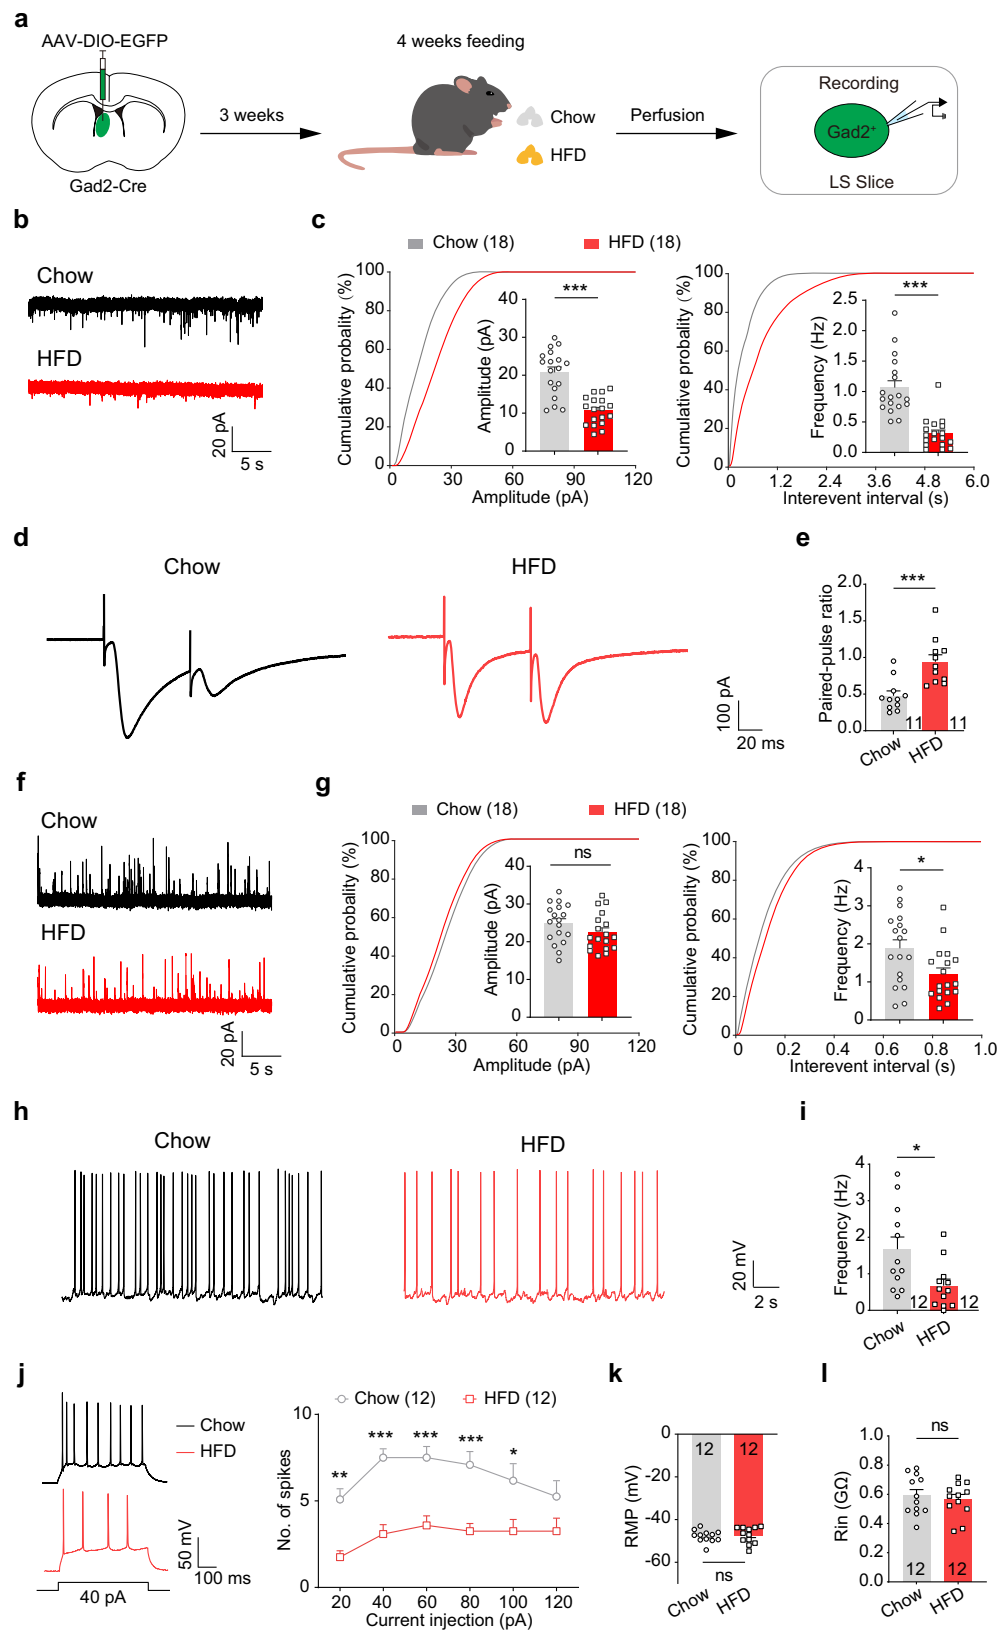 a
AAV-DIO-EGFP
4 weeks feeding
3 weeks
Chow
HFD
Perfusion
Recording
Gad2+
LS Slice
Gad2-Cre
b
Chow
HFD
20 pA
5 s
c
Chow (18)
HFD (18)
Cumulative probality (%)
100
80
60
40
20
0
0
30
60
90
120
Amplitude (pA)
Amplitude (pA)
40
30
20
10
0
***
Cumulative probality (%)
100
80
60
40
20
0
0
1.2
2.4
3.6
4.8
6.0
Interevent interval (s)
Frequency (Hz)
2.5
2.0
1.5
1.0
0.5
0.0
***
d
Chow
HFD
100 pA
20 ms
e
Paired-pulse ratio
2.0
1.5
1.0
0.5
0.0
***
11
11
Chow
HFD
f
Chow
HFD
20 pA
5 s
g
Chow (18)
HFD (18)
Cumulative probality (%)
100
80
60
40
20
0
0
30
60
90
120
Amplitude (pA)
Amplitude (pA)
40
30
20
10
0
ns
Cumulative probality (%)
100
80
60
40
20
0
0
0.2
0.4
0.6
0.8
1.0
Interevent interval (s)
Frequency (Hz)
4
3
2
1
0
*
h
Chow
HFD
20 mV
2 s
i
Frequency (Hz)
4
3
2
1
0
*
12
12
Chow
HFD
j
Chow
HFD
50 mV
100 ms
40 pA
Chow (12)
HFD (12)
No. of spikes
10
5
0
**
***
***
***
*
20
40
60
80
100
120
Current injection (pA)
k
RMP (mV)
0
-20
-40
-60
12
12
ns
Chow
HFD
l
Rin (GΩ)
1.0
0.8
0.6
0.4
0.2
0.0
ns
12
12
Chow
HFD